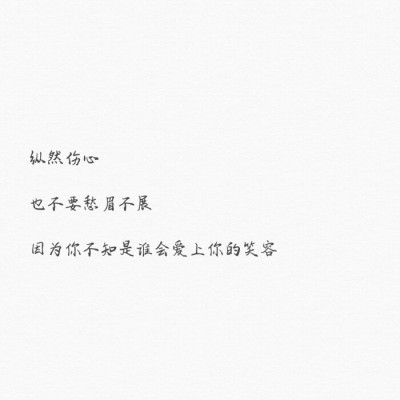 纵然伤心
也不要愁眉不展
因为你不知是谁会爱上你的笑容